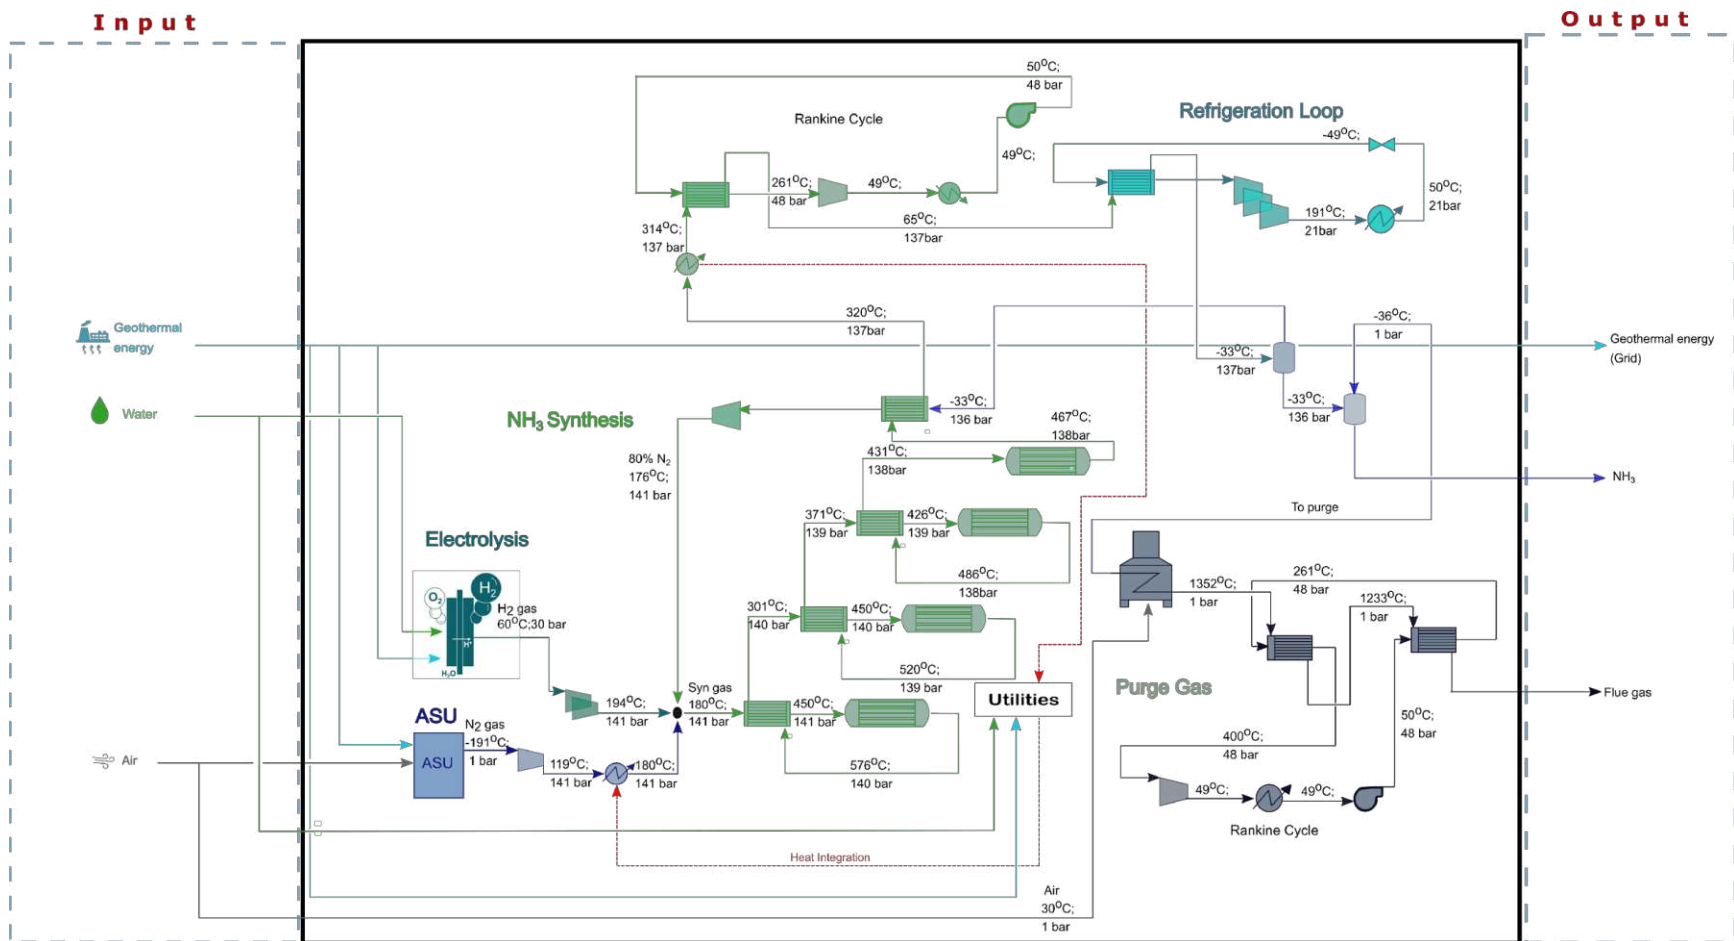 Input
Output
50°C;
48 bar
Rankine Cycle
Refrigeration Loop
-49°C;
49°C;
261°C;
48 bar
49°C;
50°C;
21bar
191°C;
21bar
65°C;
137bar
314°C;
137 bar
320°C;
137bar
-36°C;
1 bar
Geothermal
energy
Geothermal energy
(Grid)
-33°C;
137bar
-33°C;
136 bar
-33°C;
136 bar
Water
NH₃ Synthesis
467°C;
138bar
431°C;
138bar
80% N₂
176°C;
141 bar
NH₃
To purge
371°C;
139 bar
426°C;
139 bar
Electrolysis
486°C;
138bar
O₂
H₂
H⁺
H₂O
H₂ gas
60°C;30 bar
301°C;
140 bar
450°C;
140 bar
1352°C;
1 bar
261°C;
48 bar
1233°C;
1 bar
520°C;
139 bar
Utilities
Purge Gas
Flue gas
Syn gas
180°C;
141 bar
194°C;
141 bar
450°C;
141 bar
50°C;
48 bar
ASU
N₂ gas
-191°C;
1 bar
ASU
Air
119°C;
141 bar
180°C;
141 bar
576°C;
140 bar
400°C;
48 bar
49°C;
49°C;
Rankine Cycle
Heat Integration
Air
30°C;
1 bar